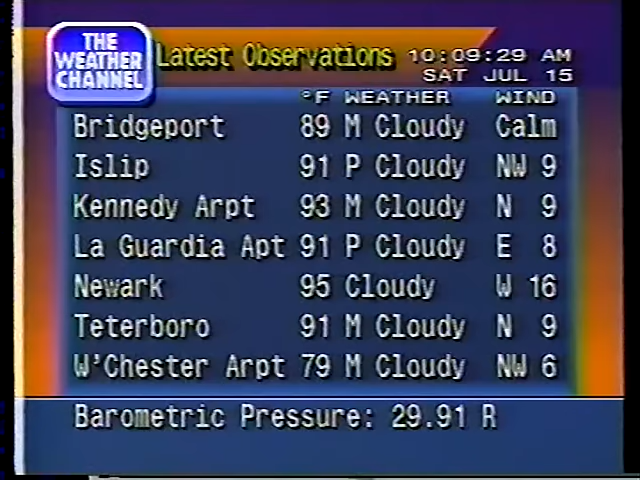 THE
WEATHER
CHANNEL
Latest Observations 10:09:29 AM
SAT JUL 15
°F WEATHER WIND
Bridgeport 89 M Cloudy Calm
Islip 91 P Cloudy NW 9
Kennedy Arpt 93 M Cloudy N 9
La Guardia Apt 91 P Cloudy E 8
Newark 95 Cloudy W 16
Teterboro 91 M Cloudy N 9
W'Chester Arpt 79 M Cloudy NW 6
Barometric Pressure: 29.91 R